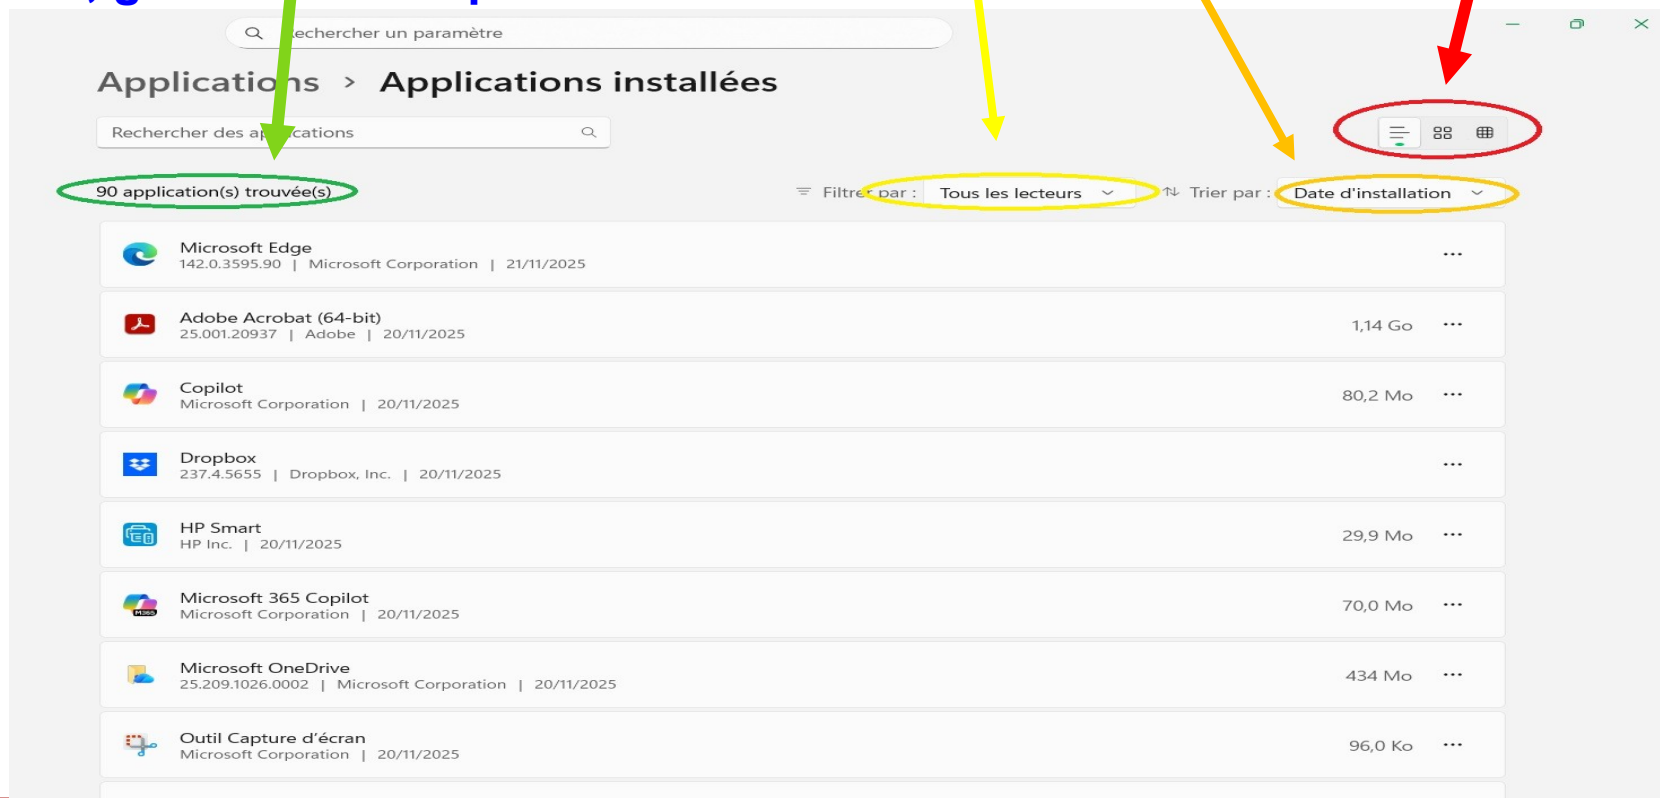 Rechercher un paramètre
Applications > Applications installées
Rechercher des applications
90 application(s) trouvée(s)
Filtrer par : Tous les lecteurs
Trier par : Date d'installation
Microsoft Edge
142.0.3595.90 | Microsoft Corporation | 21/11/2025
Adobe Acrobat (64-bit)
25.001.20937 | Adobe | 20/11/2025
1,14 Go
Copilot
Microsoft Corporation | 20/11/2025
80,2 Mo
Dropbox
237.4.5655 | Dropbox, Inc. | 20/11/2025
HP Smart
HP Inc. | 20/11/2025
29,9 Mo
M365
Microsoft 365 Copilot
Microsoft Corporation | 20/11/2025
70,0 Mo
Microsoft OneDrive
25.209.1026.0002 | Microsoft Corporation | 20/11/2025
434 Mo
Outil Capture d’écran
Microsoft Corporation | 20/11/2025
96,0 Ko